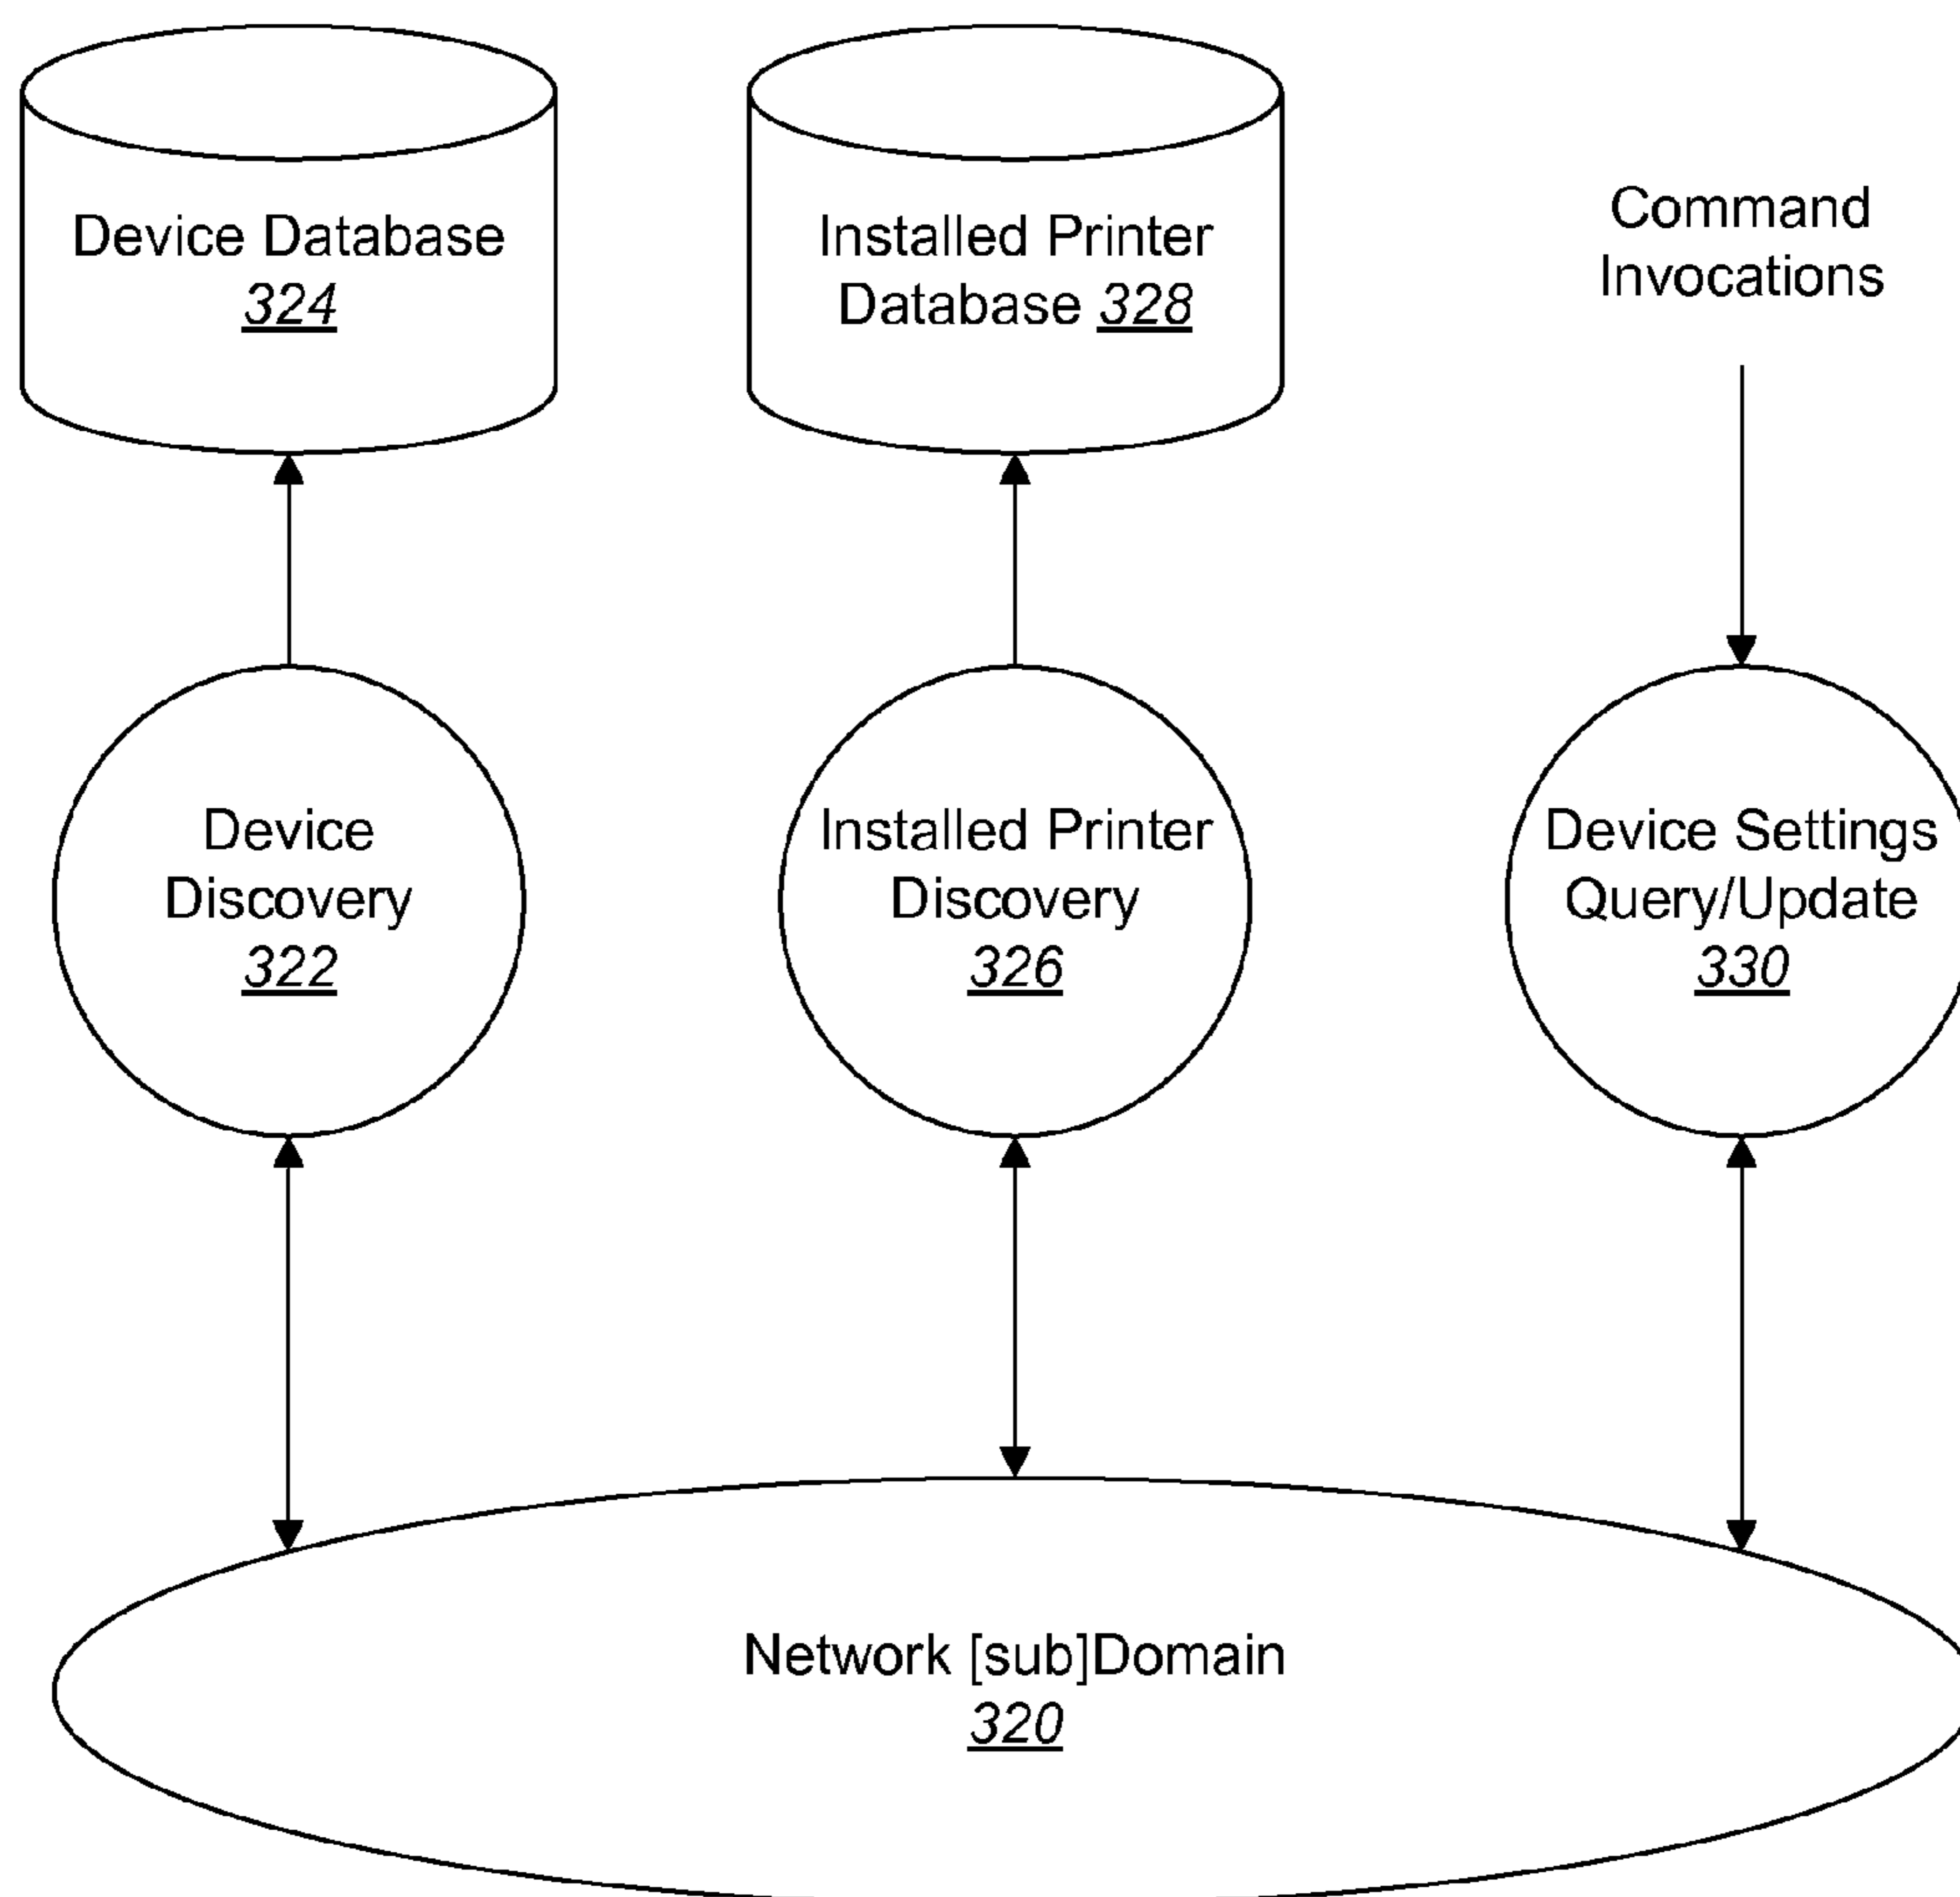 Device Database
324
Installed Printer
Database 328
Command
Invocations
Device
Discovery
322
Installed Printer
Discovery
326
Device Settings
Query/Update
330
Network [sub]Domain
320